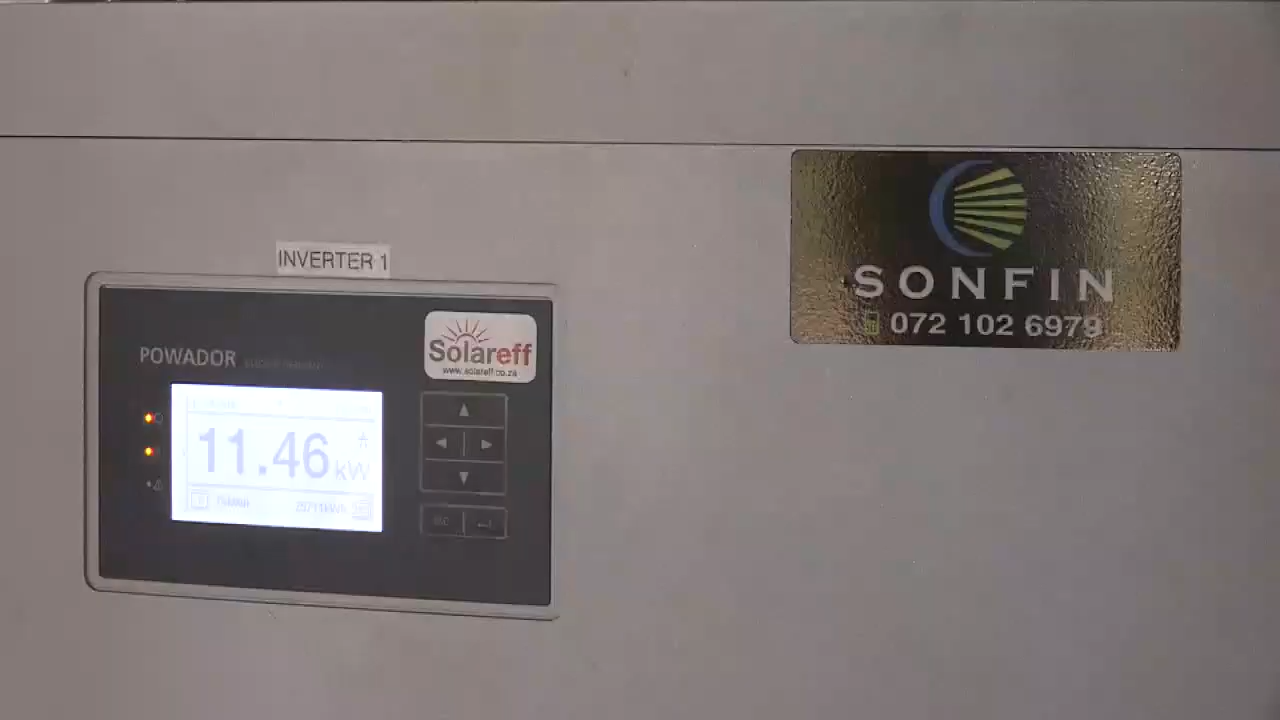 INVERTER 1
POWADOR
Solareff
www.solareff.co.za
11.46 kW
SONFIN
072 102 6979